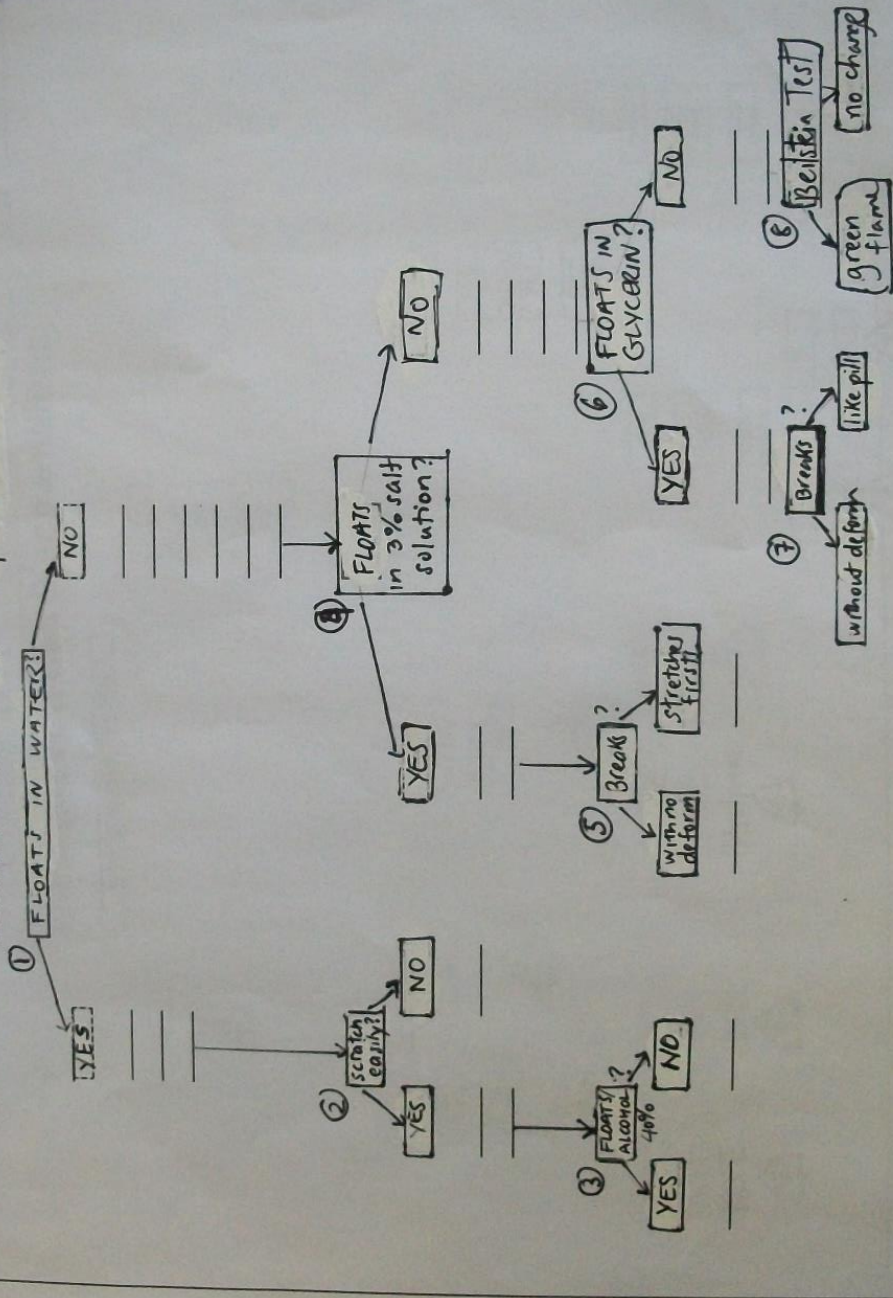 ①
FLOATS IN WATER?
YES
NO
②
scratch
easily?
YES
NO
③
FLOATS
ALCOHOL ?
40%
YES
NO
④
FLOATS
in 3% salt
solution?
YES
NO
⑤
Breaks ?
with no
deform
stretches
first
⑥
FLOATS IN
GLYCERIN?
YES
NO
⑦
Breaks ?
without deform
like pill
⑧
Beilstein Test
green
flame
no change